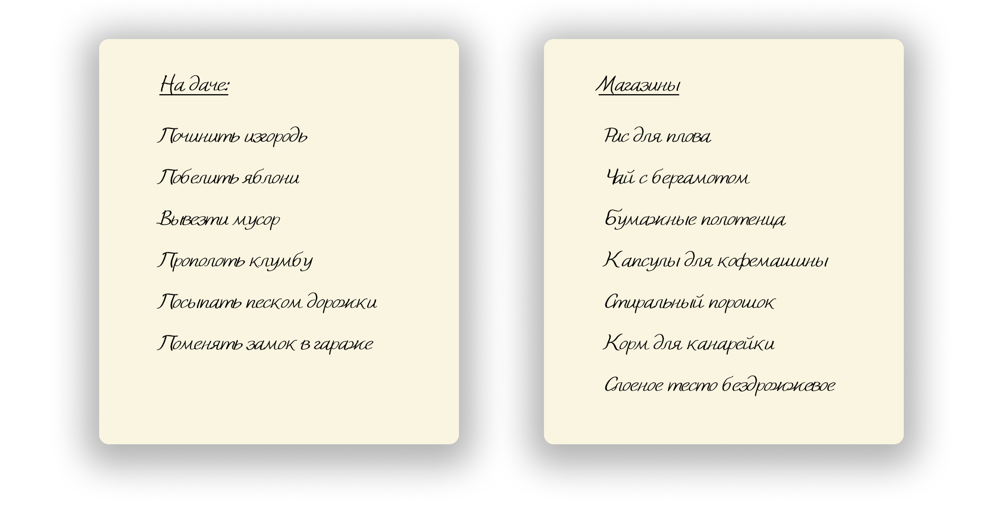 На даче:
Починить изгородь
Побелить яблони
Вывезти мусор
Прополоть клумбу
Посыпать песком дорожки
Поменять замок в гараже
Магазины
Рис для плова
Чай с бергамотом
Бумажные полотенца
Капсулы для кофемашины
Стиральный порошок
Корм для канарейки
Слоеное тесто бездрожжевое